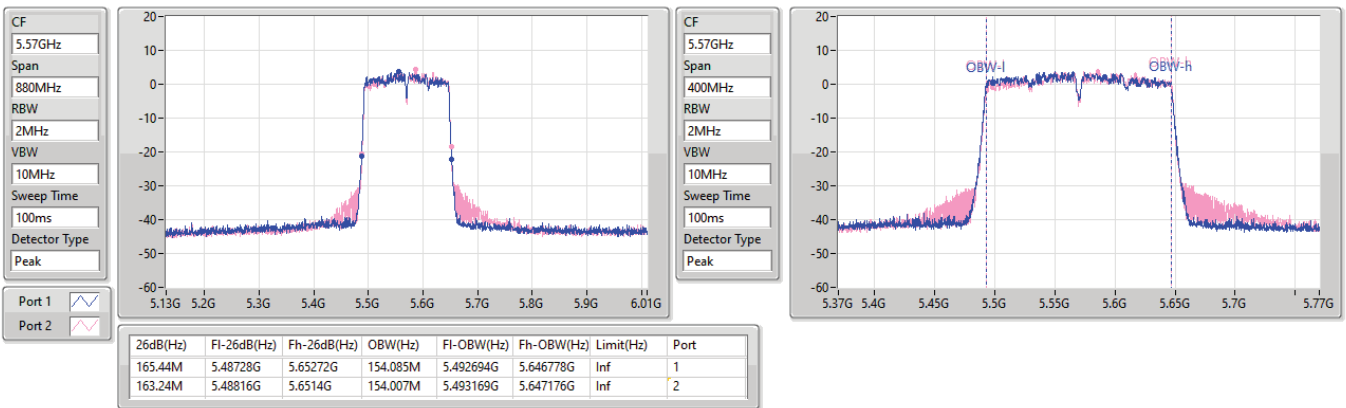 CF
5.57GHz
Span
880MHz
RBW
2MHz
VBW
10MHz
Sweep Time
100ms
Detector Type
Peak
Port 1
Port 2
20
10
0
-10
-20
-30
-40
-50
-60
5.13G 5.2G 5.3G 5.4G 5.5G 5.6G 5.7G 5.8G 5.9G 6.01G
CF
5.57GHz
Span
400MHz
RBW
2MHz
VBW
10MHz
Sweep Time
100ms
Detector Type
Peak
20
10
0
-10
-20
-30
-40
-50
-60
OBW-l OBW-h
5.37G 5.4G 5.45G 5.5G 5.55G 5.6G 5.65G 5.7G 5.77G
26dB(Hz) Fl-26dB(Hz) Fh-26dB(Hz) OBW(Hz) Fl-OBW(Hz) Fh-OBW(Hz) Limit(Hz) Port
165.44M 5.48728G 5.65272G 154.085M 5.492694G 5.646778G Inf 1
163.24M 5.48816G 5.6514G 154.007M 5.493169G 5.647176G Inf 2